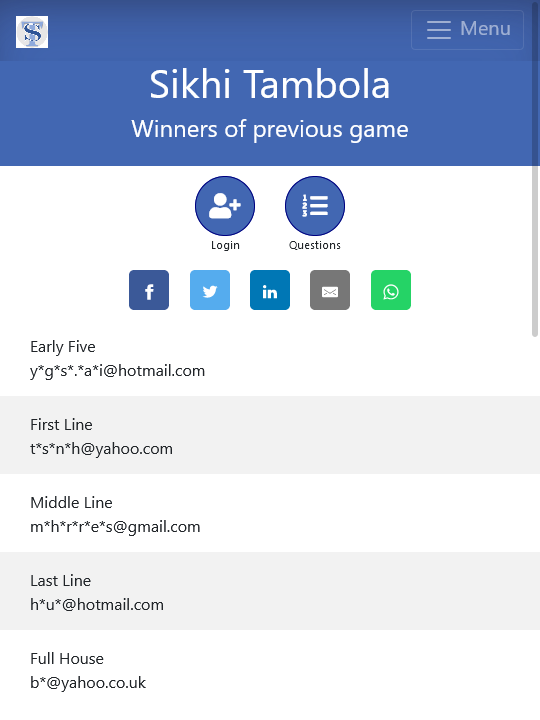 Menu
Sikhi Tambola
Winners of previous game
Login
Questions
Early Five
y*g*s*.*a*i@hotmail.com
First Line
t*s*n*h@yahoo.com
Middle Line
m*h*r*r*e*s@gmail.com
Last Line
h*u*@hotmail.com
Full House
b*@yahoo.co.uk